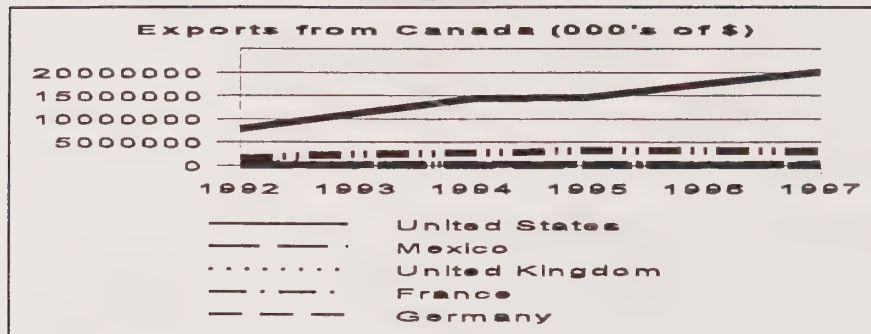 Exports from Canada (000's of $)
20000000
15000000
10000000
5000000
0
1992 1993 1994 1995 1996 1997
United States
Mexico
United Kingdom
France
Germany